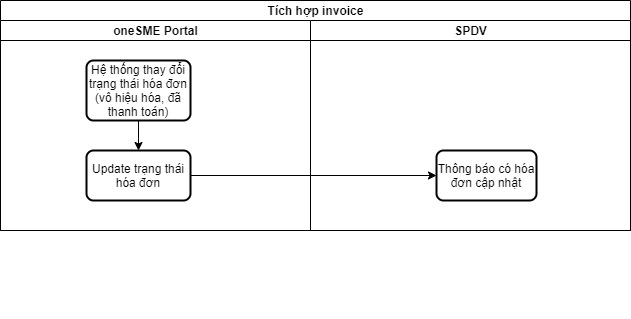 Tích hợp invoice
oneSME Portal
SPDV
Hệ thống thay đổi
trạng thái hóa đơn
(vô hiệu hóa, đã
thanh toán)
Update trạng thái
hóa đơn
Thông báo có hóa
đơn cập nhật